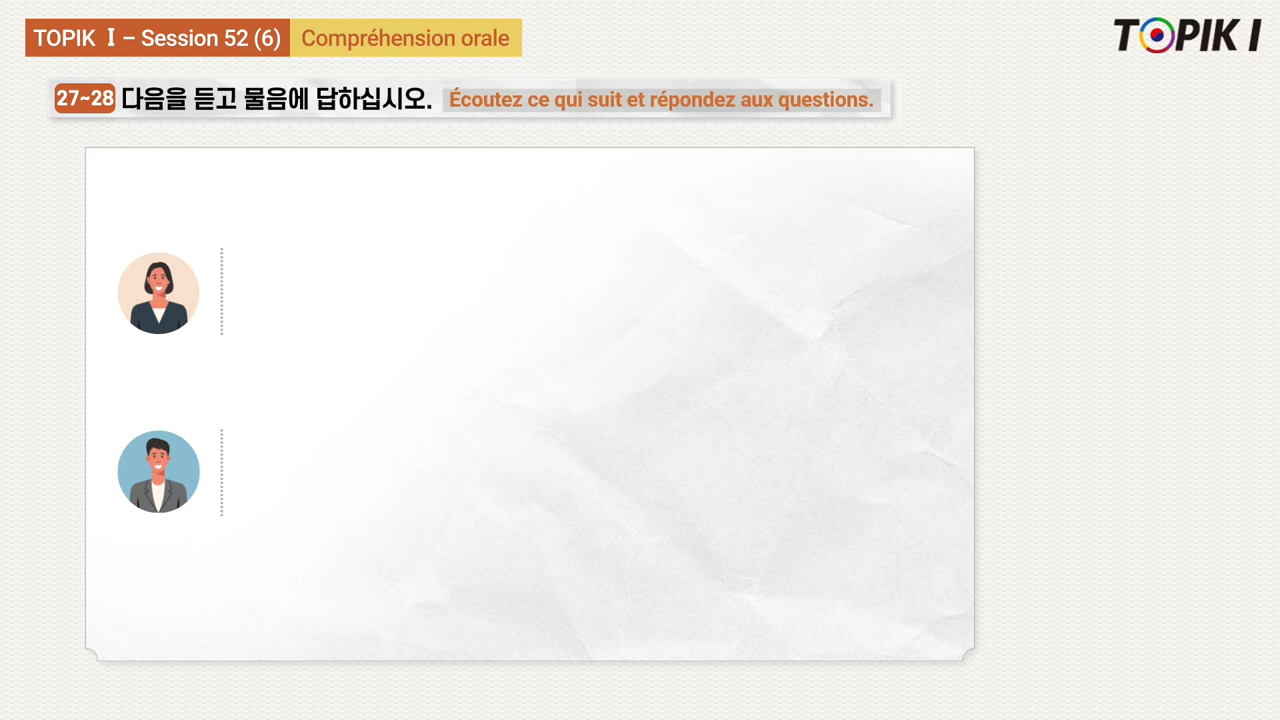 TOPIK Ⅰ – Session 52 (6) Compréhension orale
TOPIK I
27~28 다음을 듣고 물음에 답하십시오. Écoutez ce qui suit et répondez aux questions.